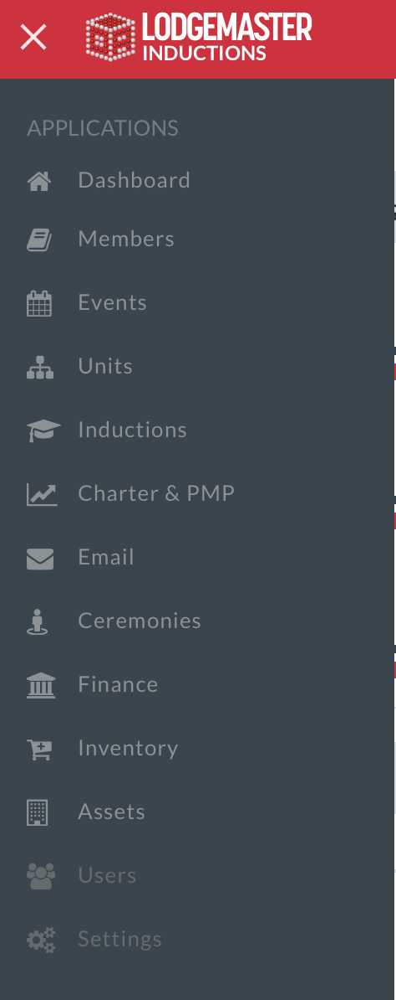 LODGEMASTER
INDUCTIONS
APPLICATIONS
Dashboard
Members
Events
Units
Inductions
Charter & PMP
Email
Ceremonies
Finance
Inventory
Assets
Users
Settings